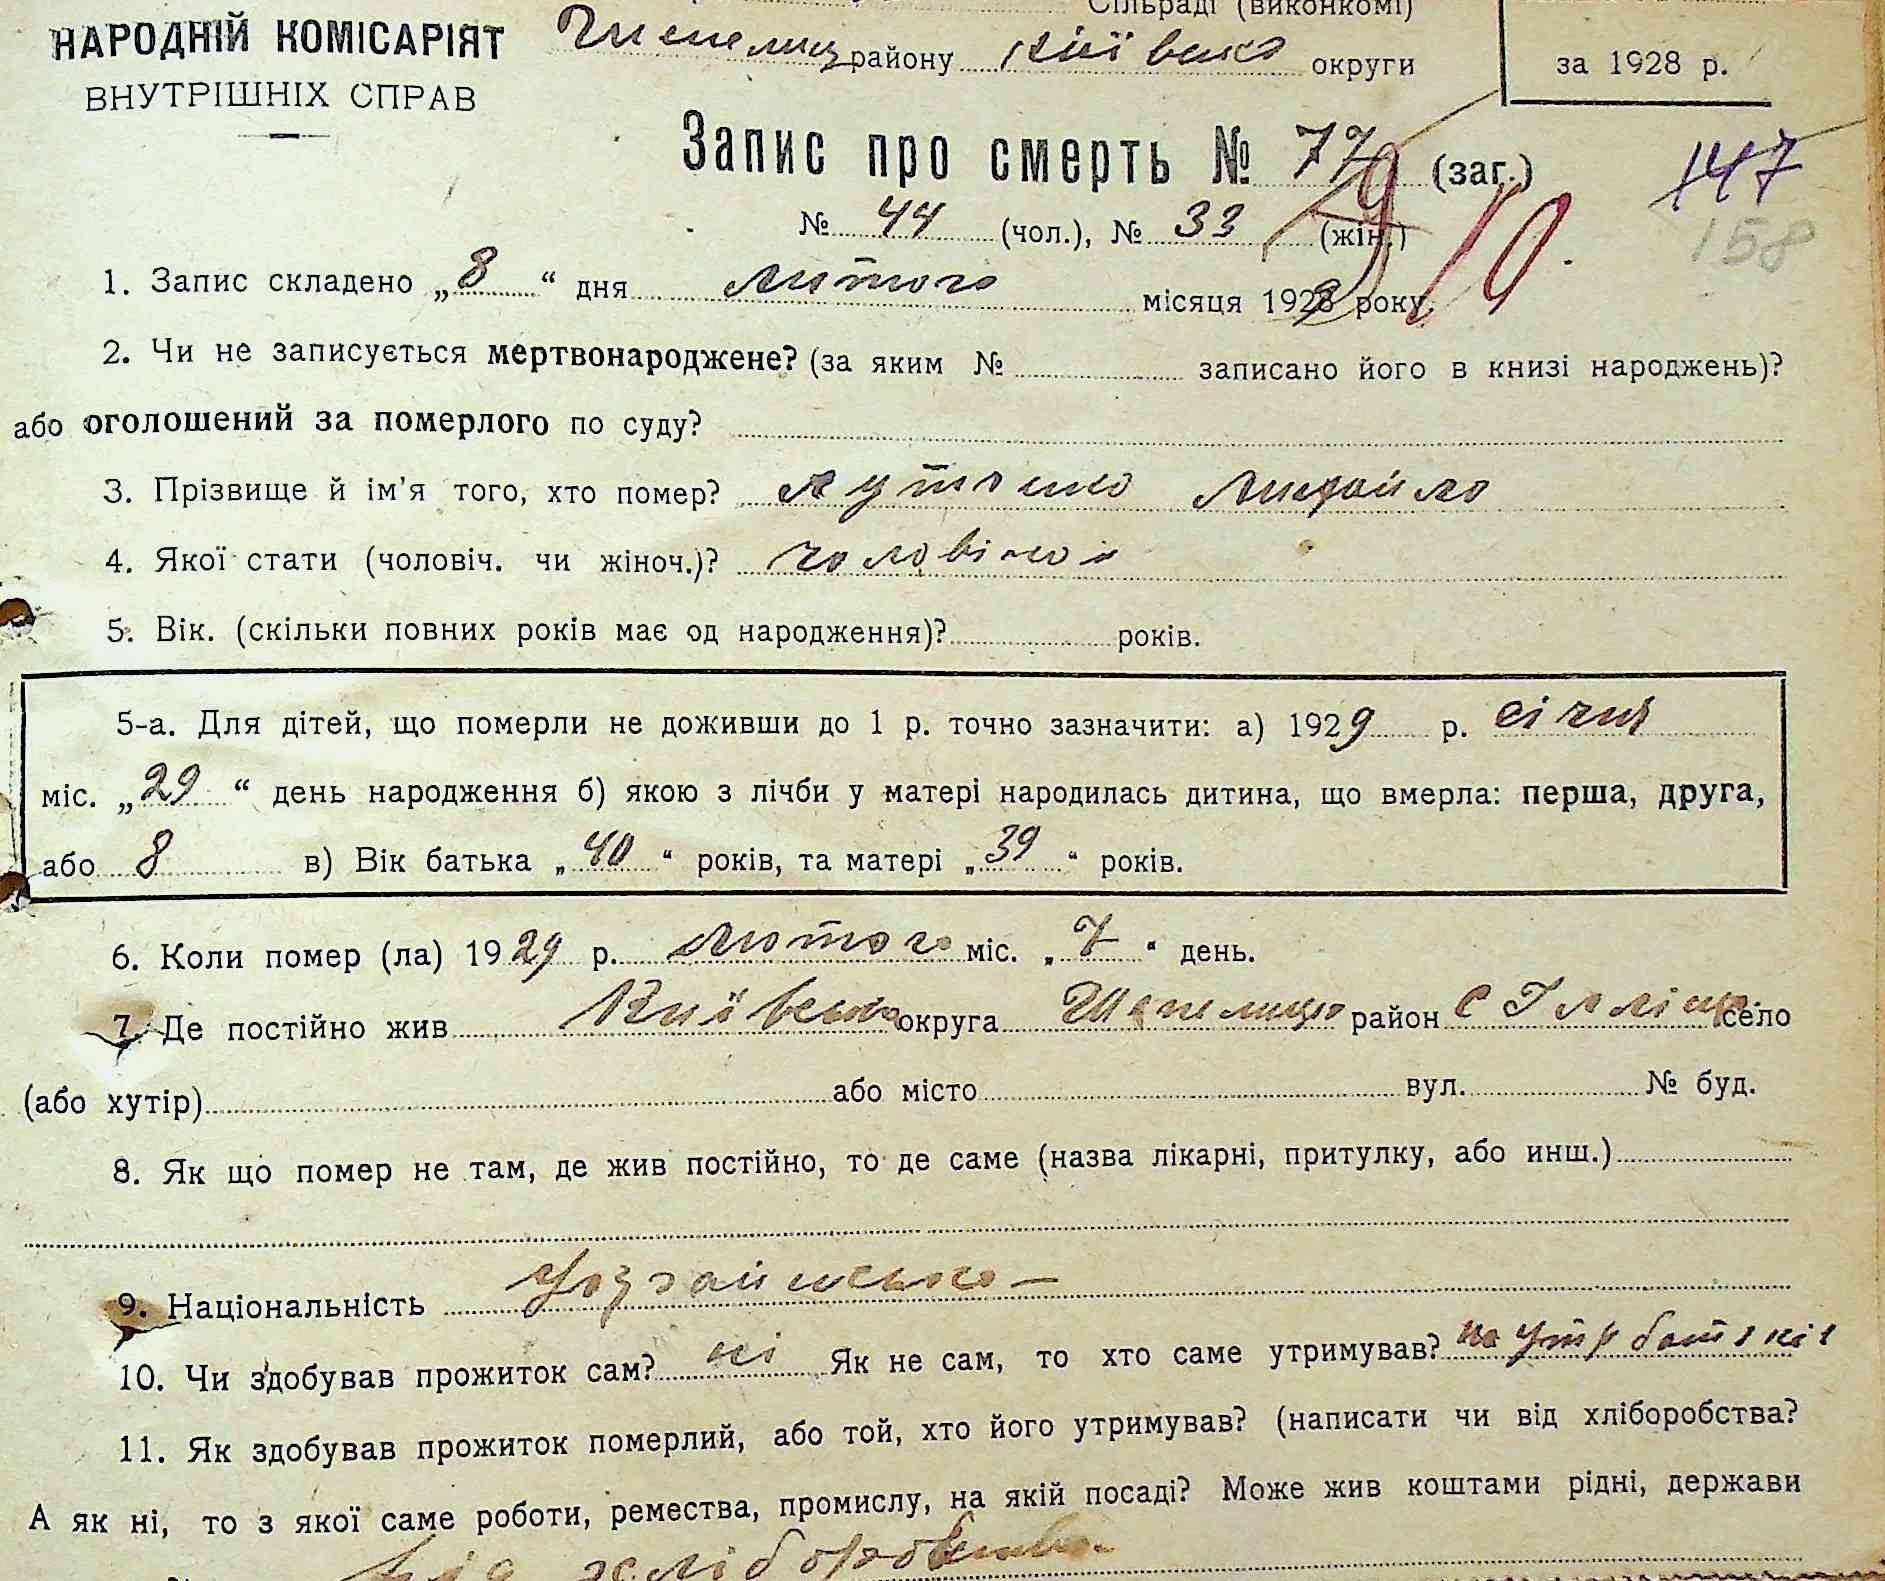 Сільраді (виконкомі)
НАРОДНІЙ КОМІСАРІЯТ
ВНУТРІШНІХ СПРАВ
району Київсько округи
за 1928 р.
Запис про смерть № 77 (заг.)
147
158
№ 44 (чол.), № 33 (жін.)
1. Запис складено „8“ дня лютого місяця 1929 року.
2. Чи не записується мертвонароджене? (за яким № записано його в книзі народжень)?
або оголошений за померлого по суду?
3. Прізвище й ім'я того, хто помер? Михайло
4. Якої стати (чоловіч. чи жіноч.)? чоловічої
5. Вік. (скільки повних років має од народження)? років.
5-а. Для дітей, що померли не доживши до 1 р. точно зазначити: а) 1929 р. січня
міс. „29“ день народження б) якою з лічби у матері народилась дитина, що вмерла: перша, друга,
або 8 в) Вік батька „40“ років, та матері „39“ років.
6. Коли помер (ла) 1929 р. лютого міс. „7“ день.
7. Де постійно жив Київсько округа Шепелицьо район с Іллінці село
(або хутір) або місто вул. № буд.
8. Як що помер не там, де жив постійно, то де саме (назва лікарні, притулку, або инш.)
9. Національність
10. Чи здобував прожиток сам? ні Як не сам, то хто саме утримував? на утр
11. Як здобував прожиток померлий, або той, хто його утримував? (написати чи від хліборобства?
А як ні, то з якої саме роботи, ремества, промислу, на якій посаді? Може жив коштами рідні, держави
від хліборобства